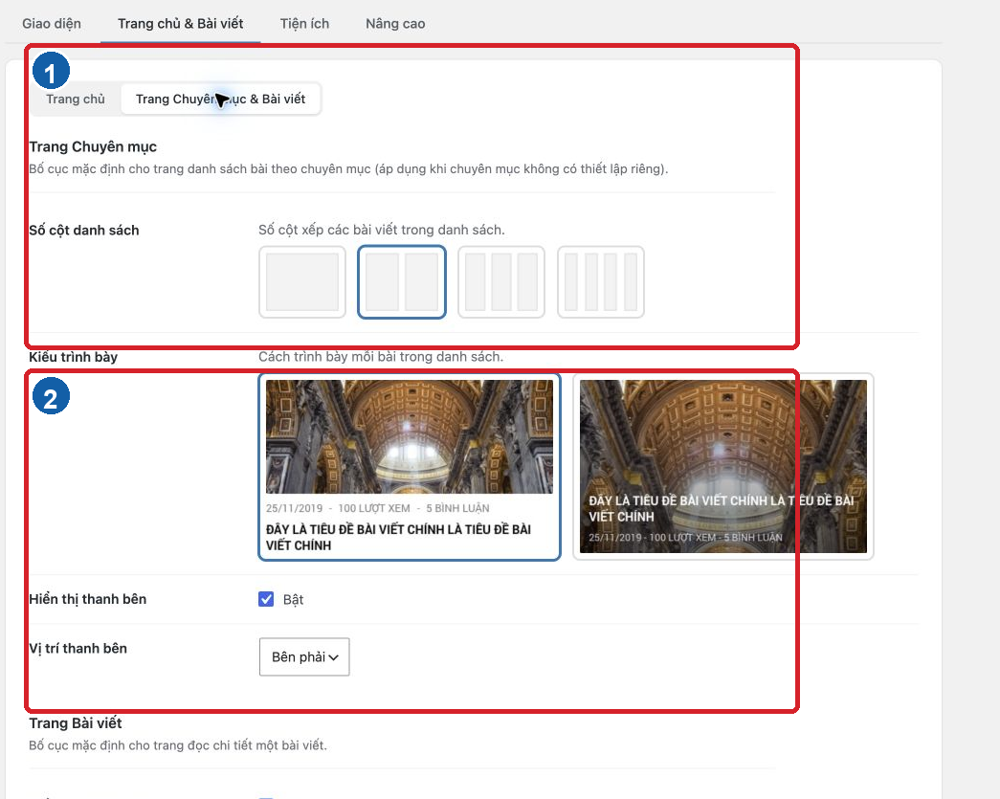 Giao diện Trang chủ & Bài viết Tiện ích Nâng cao
1
Trang chủ Trang Chuyên mục & Bài viết
Trang Chuyên mục
Bố cục mặc định cho trang danh sách bài theo chuyên mục (áp dụng khi chuyên mục không có thiết lập riêng).
Số cột danh sách
Số cột xếp các bài viết trong danh sách.
Kiểu trình bày
Cách trình bày mỗi bài trong danh sách.
2
25/11/2019 - 100 LƯỢT XEM - 5 BÌNH LUẬN
ĐÂY LÀ TIÊU ĐỀ BÀI VIẾT CHÍNH LÀ TIÊU ĐỀ BÀI
VIẾT CHÍNH
ĐÂY LÀ TIÊU ĐỀ BÀI VIẾT CHÍNH LÀ TIÊU ĐỀ BÀI
VIẾT CHÍNH
25/11/2019 - 100 LƯỢT XEM - 5 BÌNH LUẬN
Hiển thị thanh bên
Bật
Vị trí thanh bên
Bên phải
Trang Bài viết
Bố cục mặc định cho trang đọc chi tiết một bài viết.